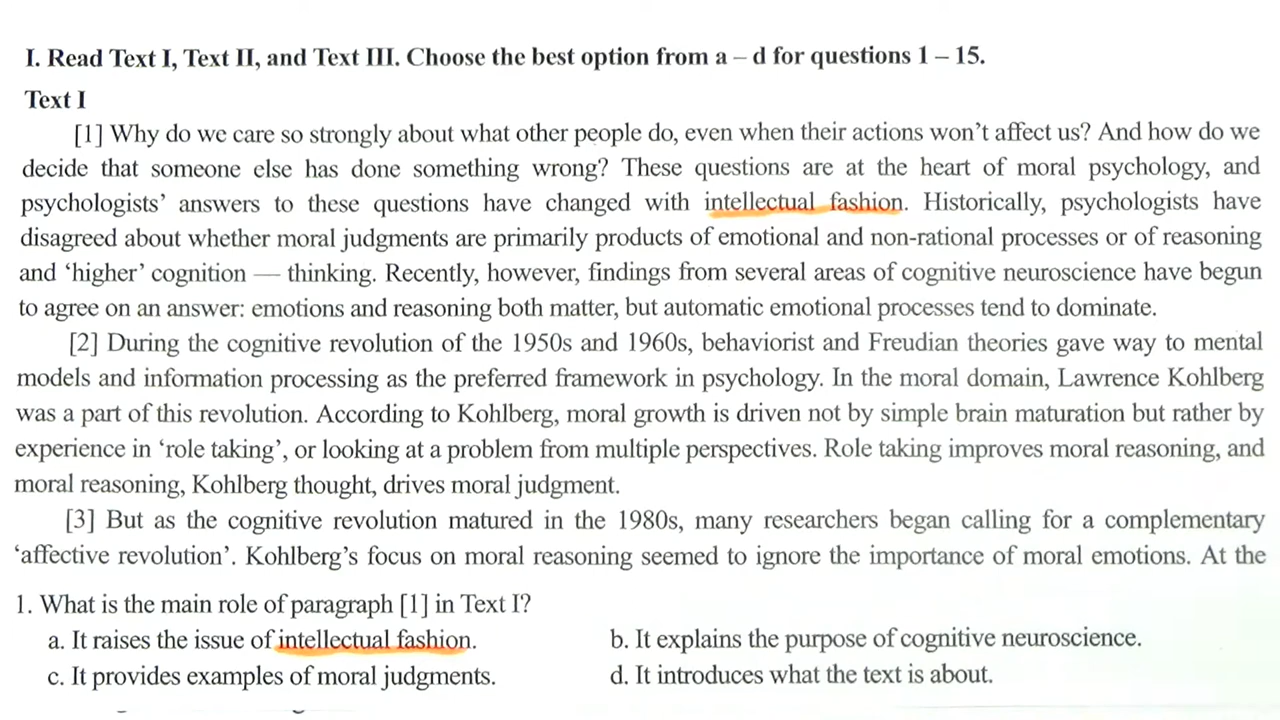 I. Read Text I, Text II, and Text III. Choose the best option from a – d for questions 1 – 15.
Text I
[1] Why do we care so strongly about what other people do, even when their actions won't affect us? And how do we
decide that someone else has done something wrong? These questions are at the heart of moral psychology, and
psychologists' answers to these questions have changed with intellectual fashion. Historically, psychologists have
disagreed about whether moral judgments are primarily products of emotional and non-rational processes or of reasoning
and 'higher' cognition — thinking. Recently, however, findings from several areas of cognitive neuroscience have begun
to agree on an answer: emotions and reasoning both matter, but automatic emotional processes tend to dominate.
[2] During the cognitive revolution of the 1950s and 1960s, behaviorist and Freudian theories gave way to mental
models and information processing as the preferred framework in psychology. In the moral domain, Lawrence Kohlberg
was a part of this revolution. According to Kohlberg, moral growth is driven not by simple brain maturation but rather by
experience in 'role taking', or looking at a problem from multiple perspectives. Role taking improves moral reasoning, and
moral reasoning, Kohlberg thought, drives moral judgment.
[3] But as the cognitive revolution matured in the 1980s, many researchers began calling for a complementary
'affective revolution'. Kohlberg's focus on moral reasoning seemed to ignore the importance of moral emotions. At the
1. What is the main role of paragraph [1] in Text I?
a. It raises the issue of intellectual fashion.
b. It explains the purpose of cognitive neuroscience.
c. It provides examples of moral judgments.
d. It introduces what the text is about.